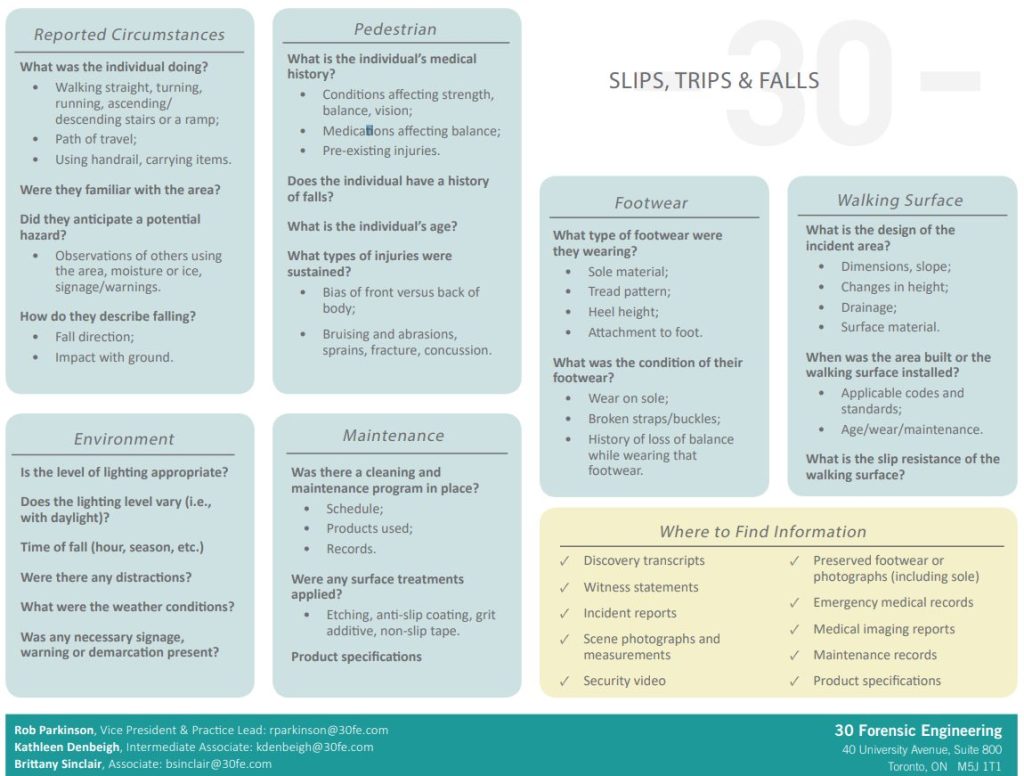 Reported Circumstances
What was the individual doing?
• Walking straight, turning,
running, ascending/
descending stairs or a ramp;
• Path of travel;
• Using handrail, carrying items.
Were they familiar with the area?
Did they anticipate a potential
hazard?
• Observations of others using
the area, moisture or ice,
signage/warnings.
How do they describe falling?
• Fall direction;
• Impact with ground.
Pedestrian
What is the individual's medical
history?
• Conditions affecting strength,
balance, vision;
• Medications affecting balance;
• Pre-existing injuries.
Does the individual have a history
of falls?
What is the individual's age?
What types of injuries were
sustained?
• Bias of front versus back of
body;
• Bruising and abrasions,
sprains, fracture, concussion.
-30-
SLIPS, TRIPS & FALLS
Footwear
What type of footwear were
they wearing?
• Sole material;
• Tread pattern;
• Heel height;
• Attachment to foot.
What was the condition of their
footwear?
• Wear on sole;
• Broken straps/buckles;
• History of loss of balance
while wearing that
footwear.
Walking Surface
What is the design of the
incident area?
• Dimensions, slope;
• Changes in height;
• Drainage;
• Surface material.
When was the area built or the
walking surface installed?
• Applicable codes and
standards;
• Age/wear/maintenance.
What is the slip resistance of the
walking surface?
Environment
Is the level of lighting appropriate?
Does the lighting level vary (i.e.,
with daylight)?
Time of fall (hour, season, etc.)
Were there any distractions?
What were the weather conditions?
Was any necessary signage,
warning or demarcation present?
Maintenance
Was there a cleaning and
maintenance program in place?
• Schedule;
• Products used;
• Records.
Were any surface treatments
applied?
• Etching, anti-slip coating, grit
additive, non-slip tape.
Product specifications
Where to Find Information
✓ Discovery transcripts
✓ Witness statements
✓ Incident reports
✓ Scene photographs and
measurements
✓ Security video
✓ Preserved footwear or
photographs (including sole)
✓ Emergency medical records
✓ Medical imaging reports
✓ Maintenance records
✓ Product specifications
Rob Parkinson, Vice President & Practice Lead: rparkinson@30fe.com
Kathleen Denbeigh, Intermediate Associate: kdenbeigh@30fe.com
Brittany Sinclair, Associate: bsinclair@30fe.com
30 Forensic Engineering
40 University Avenue, Suite 800
Toronto, ON M5J 1T1